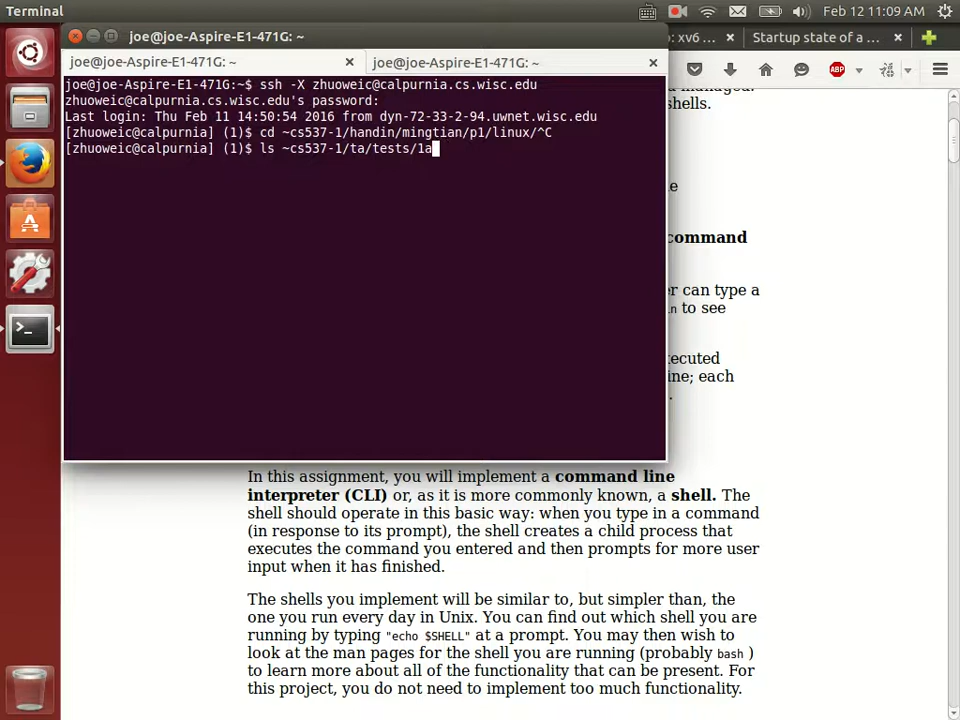 Terminal
Feb 12 11:09 AM
joe@joe-Aspire-E1-471G: ~
: xv6 ...
Startup state of a ...
joe@joe-Aspire-E1-471G: ~
joe@joe-Aspire-E1-471G: ~
ABP
joe@joe-Aspire-E1-471G:~$ ssh -X zhuoweic@calpurnia.cs.wisc.edu
zhuoweic@calpurnia.cs.wisc.edu's password:
Last login: Thu Feb 11 14:50:54 2016 from dyn-72-33-2-94.uwnet.wisc.edu
[zhuoweic@calpurnia] (1)$ cd ~cs537-1/handin/mingtian/p1/linux/^C
[zhuoweic@calpurnia] (1)$ ls ~cs537-1/ta/tests/1a
shells.
command
er can type a
to see
xecuted
ine; each
In this assignment, you will implement a command line
interpreter (CLI) or, as it is more commonly known, a shell. The
shell should operate in this basic way: when you type in a command
(in response to its prompt), the shell creates a child process that
executes the command you entered and then prompts for more user
input when it has finished.
The shells you implement will be similar to, but simpler than, the
one you run every day in Unix. You can find out which shell you are
running by typing "echo $SHELL" at a prompt. You may then wish to
look at the man pages for the shell you are running (probably bash )
to learn more about all of the functionality that can be present. For
this project, you do not need to implement too much functionality.